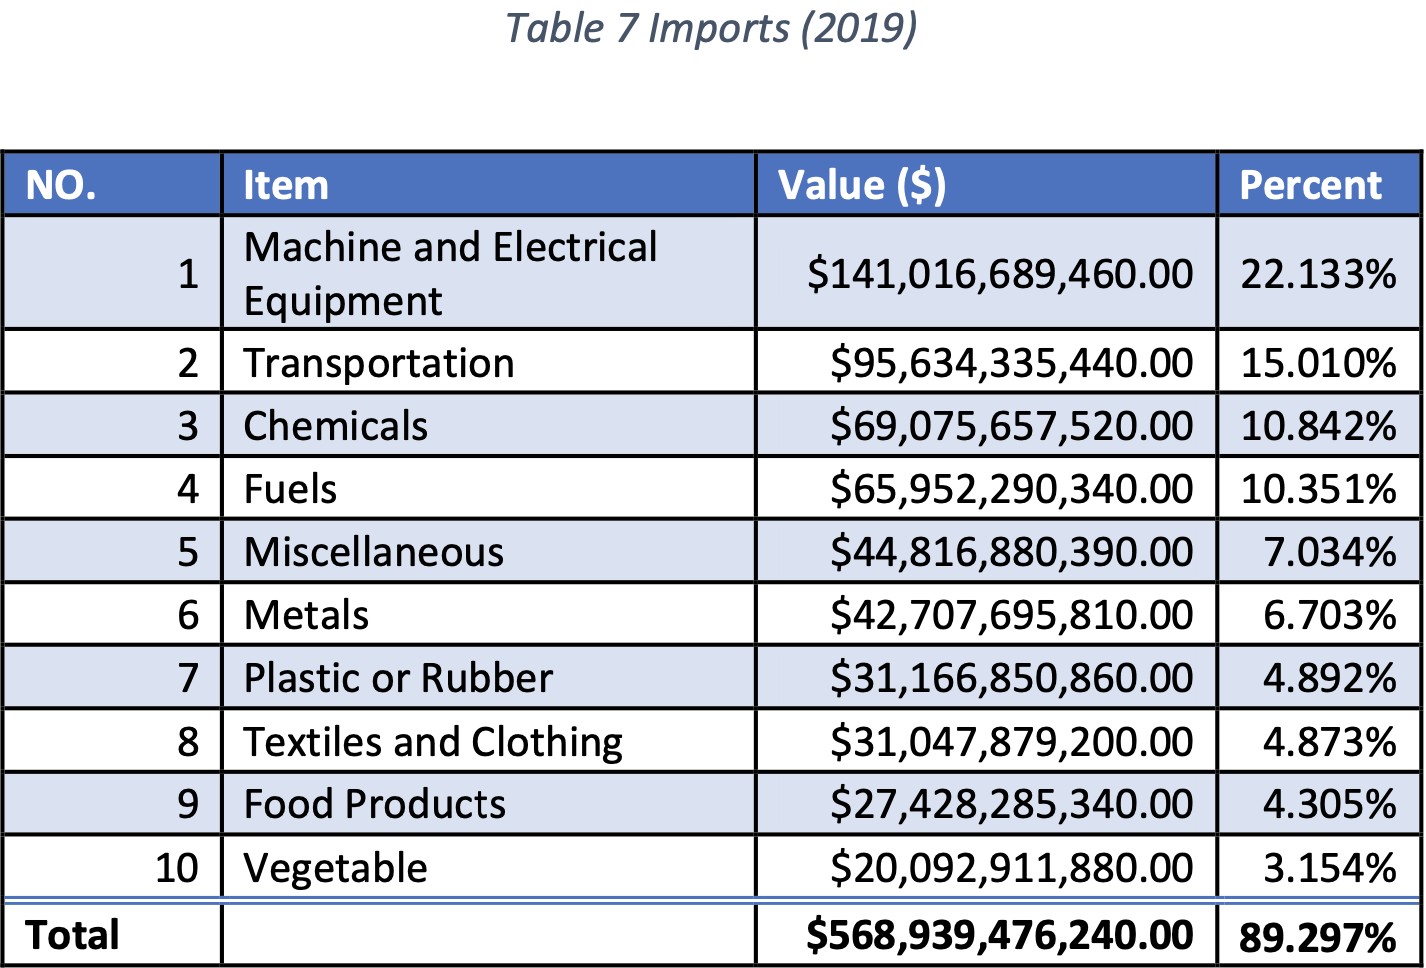 Table 7 Imports (2019)
NO. Item Value ($) Percent
1 Machine and Electrical Equipment $141,016,689,460.00 22.133%
2 Transportation $95,634,335,440.00 15.010%
3 Chemicals $69,075,657,520.00 10.842%
4 Fuels $65,952,290,340.00 10.351%
5 Miscellaneous $44,816,880,390.00 7.034%
6 Metals $42,707,695,810.00 6.703%
7 Plastic or Rubber $31,166,850,860.00 4.892%
8 Textiles and Clothing $31,047,879,200.00 4.873%
9 Food Products $27,428,285,340.00 4.305%
10 Vegetable $20,092,911,880.00 3.154%
Total $568,939,476,240.00 89.297%